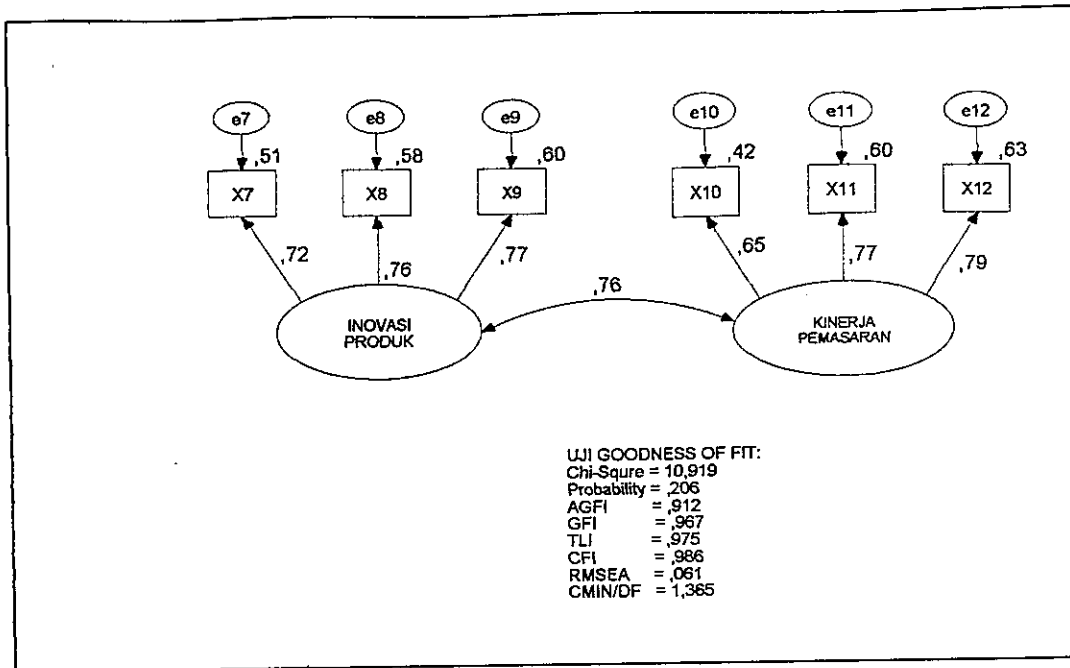 e7 e8 e9 e10 e11 e12
,51 ,58 ,60 ,42 ,60 ,63
X7 X8 X9 X10 X11 X12
,72 ,76 ,77 ,65 ,77 ,79
,76
INOVASI
PRODUK
KINERJA
PEMASARAN
UJI GOODNESS OF FIT:
Chi-Squre = 10,919
Probability = ,206
AGFI = ,912
GFI = ,967
TLI = ,975
CFI = ,986
RMSEA = ,061
CMIN/DF = 1,365